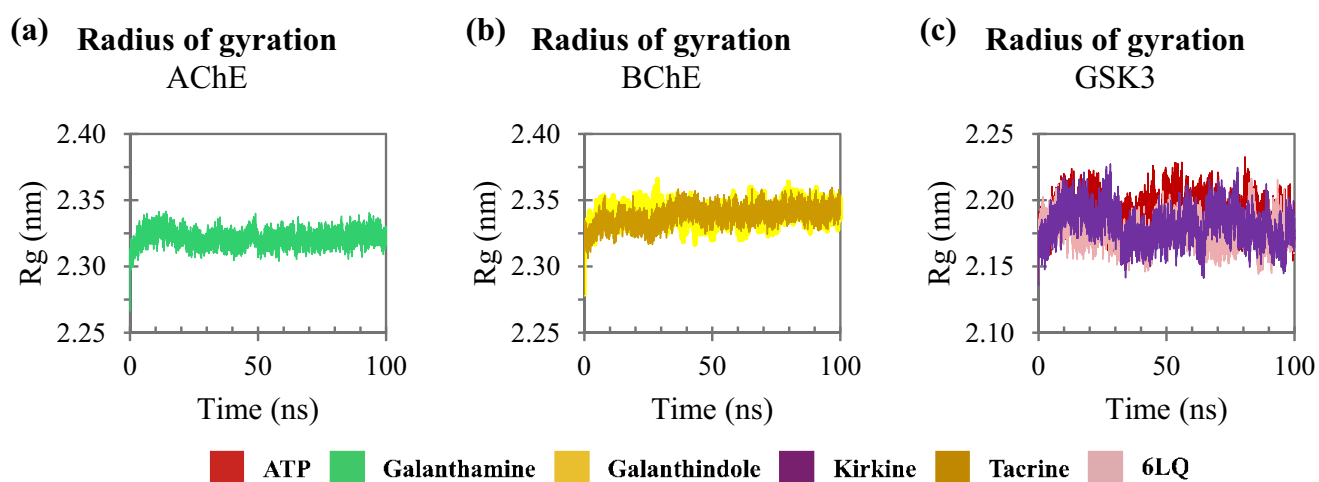 (a) Radius of gyration
AChE
2.40
2.35
2.30
2.25
Rg (nm)
0 50 100
Time (ns)
(b) Radius of gyration
BChE
2.40
2.35
2.30
2.25
Rg (nm)
0 50 100
Time (ns)
(c) Radius of gyration
GSK3
2.25
2.20
2.15
2.10
Rg (nm)
0 50 100
Time (ns)
ATP Galanthamine Galanthindole Kirkine Tacrine 6LQ